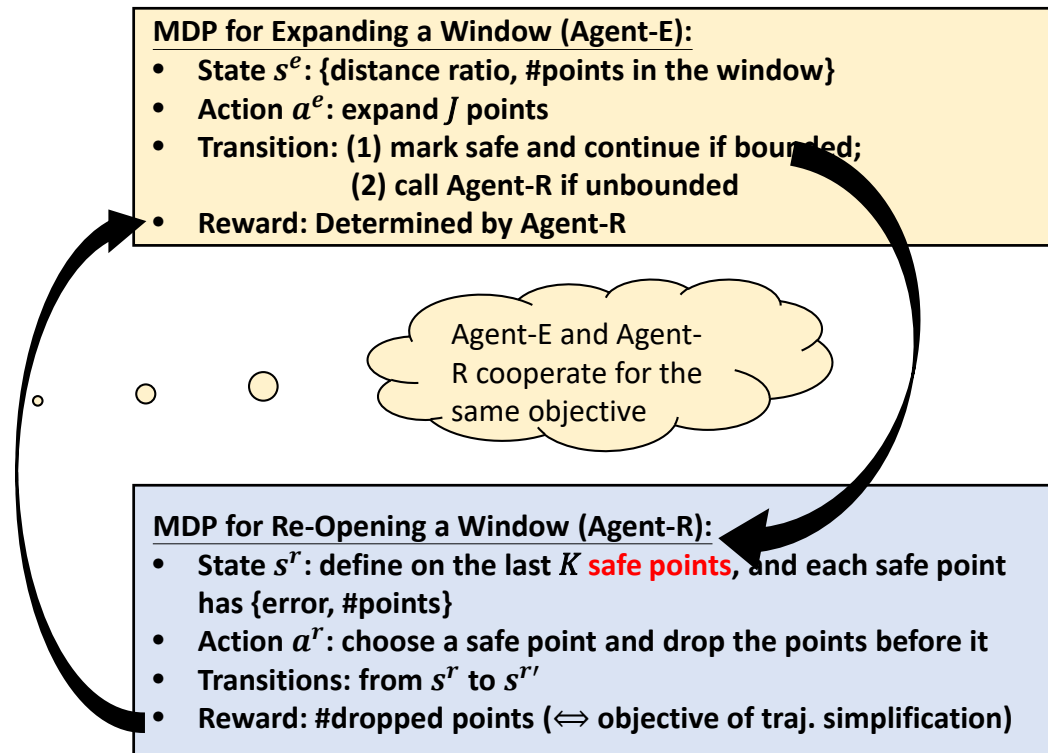 MDP for Expanding a Window (Agent-E):
• State sᵉ: {distance ratio, #points in the window}
• Action aᵉ: expand J points
• Transition: (1) mark safe and continue if bounded;
(2) call Agent-R if unbounded
• Reward: Determined by Agent-R
Agent-E and Agent-
R cooperate for the
same objective
MDP for Re-Opening a Window (Agent-R):
• State sʳ: define on the last K safe points, and each safe point
has {error, #points}
• Action aʳ: choose a safe point and drop the points before it
• Transitions: from sʳ to sʳ′
• Reward: #dropped points (⟺ objective of traj. simplification)